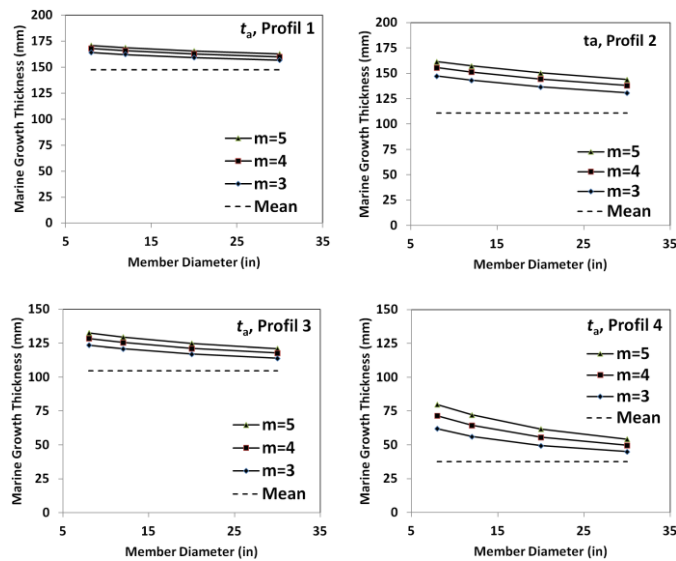 tₐ, Profil 1
Marine Growth Thickness (mm)
200
175
150
125
100
75
50
25
0
m=5
m=4
m=3
Mean
5
15
25
35
Member Diameter (in)
ta, Profil 2
Marine Growth Thickness (mm)
200
175
150
125
100
75
50
25
0
m=5
m=4
m=3
Mean
5
15
25
35
Member Diameter (in)
tₐ, Profil 3
Marine Growth Thickness (mm)
150
125
100
75
50
25
0
m=5
m=4
m=3
Mean
5
15
25
35
Member Diameter (in)
tₐ, Profil 4
Marine Growth Thickness (mm)
150
125
100
75
50
25
0
m=5
m=4
m=3
Mean
5
15
25
35
Member Diameter (in)